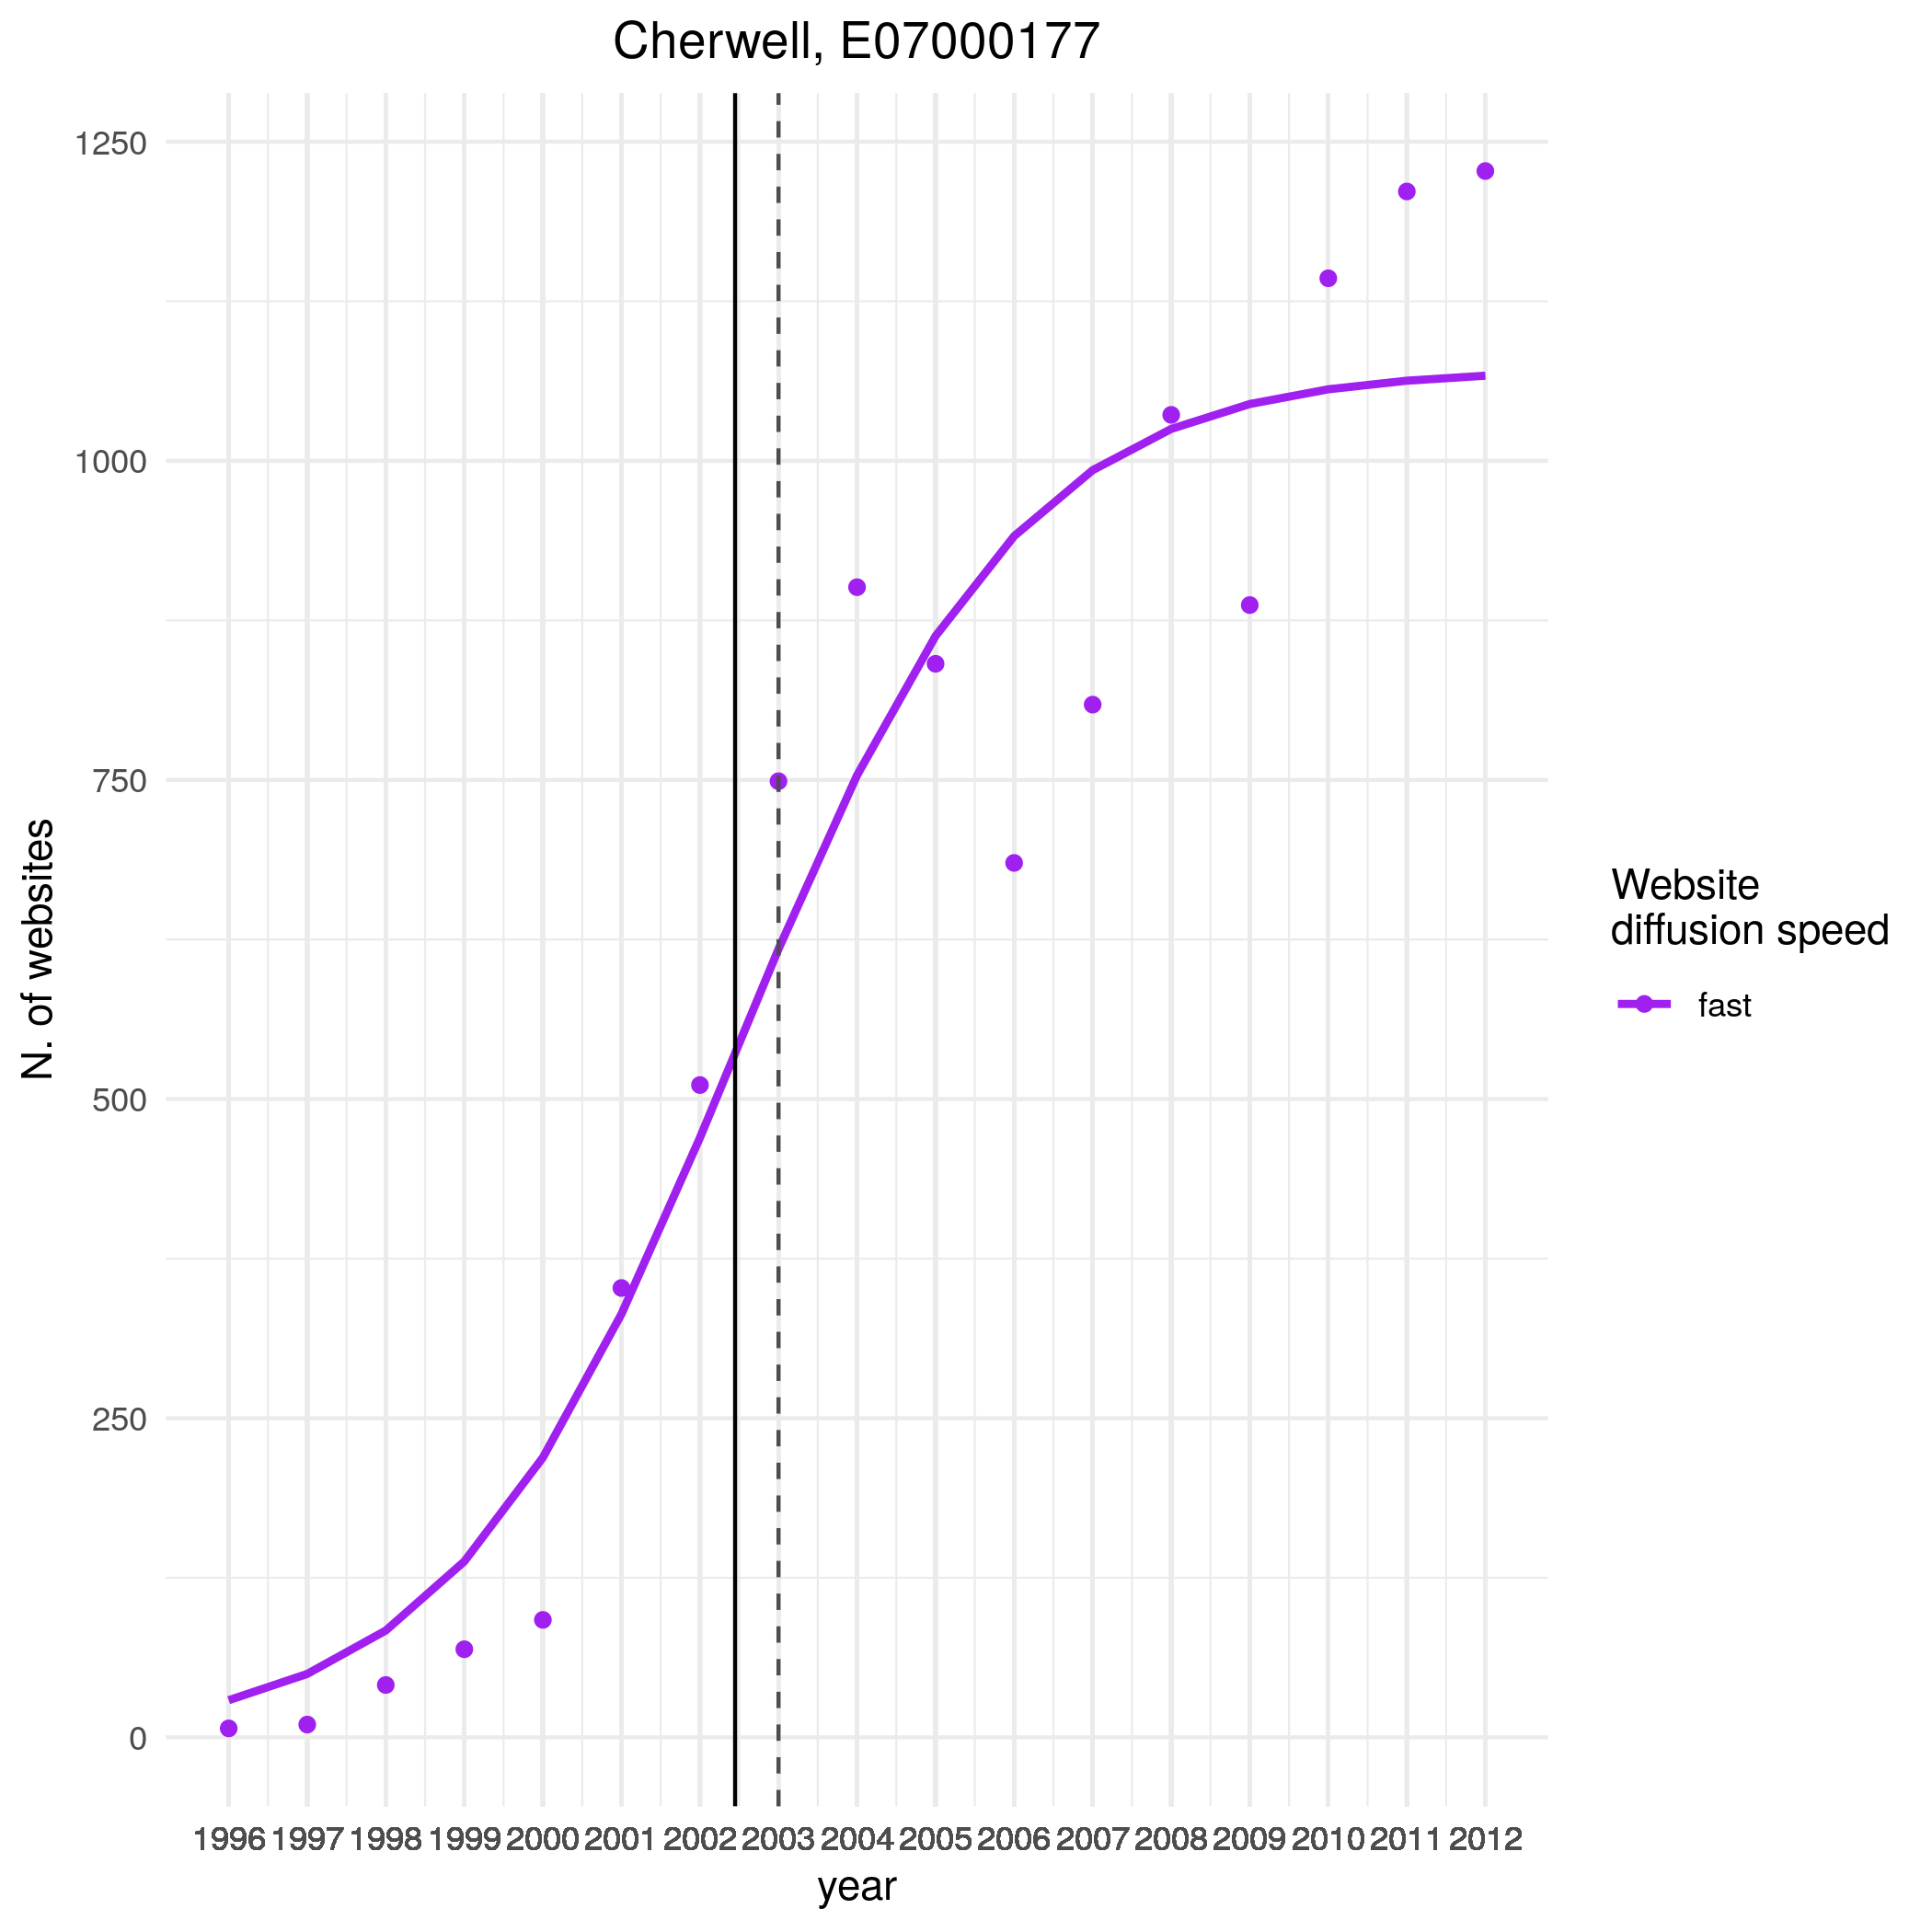 Cherwell, E07000177
1250
1000
750
500
250
0
N. of websites
1996 1997 1998 1999 2000 2001 2002 2003 2004 2005 2006 2007 2008 2009 2010 2011 2012
year
Website
diffusion speed
fast